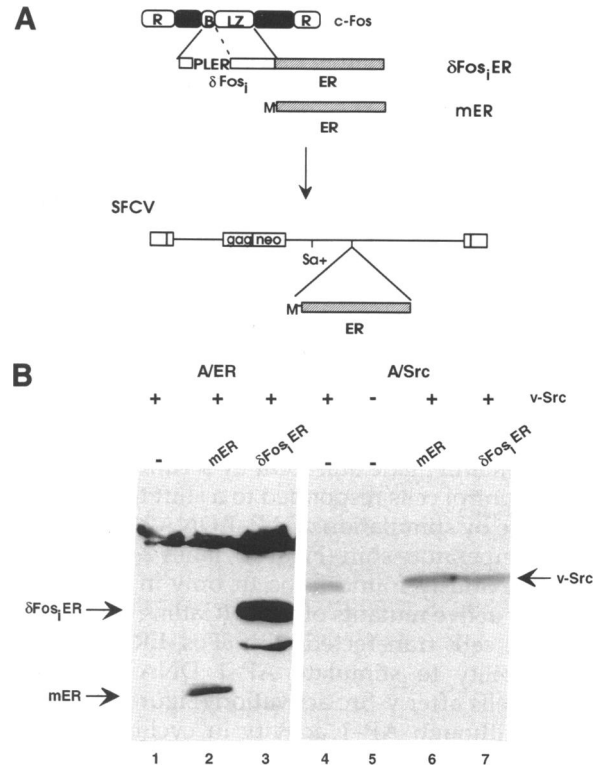 A
R B LZ R c-Fos
PLER
δFosi ER δFosiER
M mER
ER
SFCV
gag neo
Sa+
M
ER
B
A/ER A/Src
+ + + + - + + v-Src
- mER δFosiER - - mER δFosiER
v-Src
δFosiER
mER
1 2 3 4 5 6 7